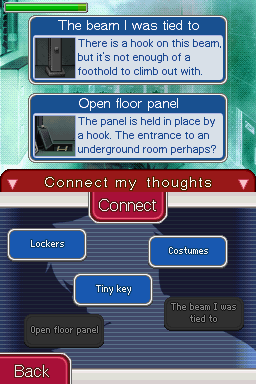 The beam I was tied to
There is a hook on this beam,
but it's not enough of a
foothold to climb out with.
Open floor panel
The panel is held in place by
a hook. The entrance to an
underground room perhaps?
Connect my thoughts
Connect
Lockers
Costumes
Tiny key
The beam I was
tied to
Open floor panel
Back